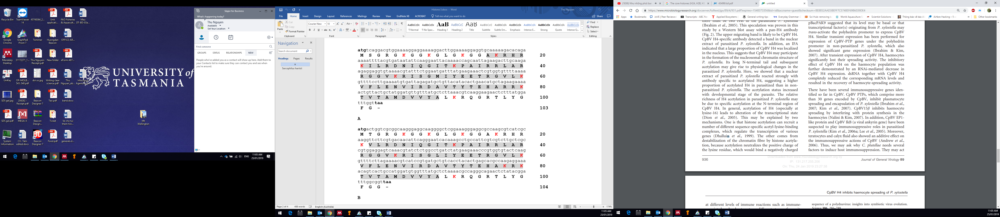 Recycle Bin
TeamViewer 14
45748364_2...
Unit applicati...
FAO Fisheries & Aquacult...
Mau DT-BD-03a...
Google Chrome
GraphPad Prism 7
Tommer
Huongdan Beacon
OFFICE-AR...
Mendeley Desktop
31172271_1...
Thu Nguyen-Receipt.pdf
New folder
eForm-487...
UniKey
OP-MOLB... 543...548.pdf
doi so.jpg
Writing clear science.pdf
Thu Nguyen_ab...
Infectious Agents...
SDS gel.jpg
204262 - Receipt.pdf
Beacon Designer 7
Taxi.pdf
band.docx
SDS gel.pdf
MEGA-X
Beacon Design...
Ticket
Ve cho tui them hin...
Mt Wellington
System Information
CV- Tatn edited.docx
Beacon Designer 7
Food.pdf
generals.d...
UNIVERSITY of
TASMANIA
Skype for Business
What's happening today?
Thu Nguyen
Available
Set Your Location
Find someone
GROUPS STATUS RELATIONSHIPS NEW
People who've added you as a contact will show up here. Add them to
your Contacts list to make sure they can contact you and see when
you're around.
ENG
11:05 AM
25/01/2019
Histone 3.docx - Word
Thu Nguyen
File Home Insert Design Layout References Mailings Review View EndNote X8 ACROBAT Tell me what you want to do
Share
Paste
Cut
Copy
Format Painter
Courier New 10
Clipboard Font Paragraph Styles Editing
¶ Normal ¶ No Spac... Heading 1 Heading 2 Title Subtitle Subtle Em... Emphasis Intense E... Strong Quote Intense Q...
Find
Replace
Select
Navigation
Search document
Headings Pages Results
Sarcophilus harrisii
atgtcaggacgtggaaaaggaggaaaaggacttggaaaaggaggtgcaaaaagacacaga
M S G R G K G G K G L G K G G A K R H R 20
aaaattttacgtgataatattcaaggaattacaaaaccagcaattagaagacttgcaaga
K I L R D N I Q G I T K P A I R R L A R 40
agaggaggtgtaaaacgtatttctggaatgatttatgaagaaactcgtggtgttttaaaa
R G G V K R I S G M I Y E E T R G V L K 60
gttttccttgaaaatgtgattagagatgctgttacatacactgaacatgctagaagaaaa
V F L E N V I R D A V T Y T E H A R R K 80
actgttactgctatggatgttgtttatgctcttaaacgtcaaggaagaactctttatgga
T V T A M D V V Y A L K R Q G R T L Y G 100
tttggttaa
F G - 103
A
atgactggtcgcggcaagggaggcaaggggctcggaaagggaggcgccaagcgtcatcgc
M T G R G K G G K G L G K G G A K R H R 20
aaggttcttcgtgacaacattcagggaatcacaaagcctgccattcgtcgtcttgctcgc
K V L R D N I Q G I T K P A I R R L A R 40
cgtggaggagtcaaacgtatctctggcctgatctatgaagaaacccgtggtgtactcaag
R G G V K R I S G L I Y E E T R G V L K 60
gttttcttagaaaacgtcatccgtgatgctgtcacctacactgagcacgccaagaggaaa
V F L E N V I R D A V T Y T E H A K R K 80
acagtcactgccatggatgtggtttatgctctaaaacgccagggcagaactctatacgga
T V T A M D V V Y A L K R Q G R T L Y G 100
tttggcggttaa
F G G - 104
B
Page 2 of 4 488 words English (Australia) 174%
11:05 AM
25/01/2019
(1836) Như những phút ban
The core histones (H2A, H2B, H3
43499.full.pdf
untitled
https://www.microbiologyresearch.org/docserver/fulltext/jgv/89/4/931.pdf?expires=1548373356&id=id&accname=guest&checksum=BE8852AAD3BEFF7C5748EF69B6039DE4
Apps Bookmarks JoVE | Peer Reviewed Transcripts - ABC Ne Applied Biosystems | General writing tips - Everyday Grammar: Sci-Hub: removing b World Aquaculture S Scientist Solutions - Thông báo về bác Airfare Hacking – 5 Other bookmarks
there must be two H4s in the parasitized P. xylostella
(Ibrahim et al., 2005). This speculation was proven in this
study by a Western blot assay with a pan-H4 antibody
(Fig. 2). The upper migrating band is likely to be CpBV H4.
CpBV H4-specific antibody detected a band in the nuclear
extract of parasitized P. xylostella. In addition, an IFA
indicated that a large proportion of CpBV H4 was localized
in the nucleus. This suggests that CpBV H4 may participate
in the formation of the nucleosomal chromatin structure of
P. xylostella. Its long N-terminal tail and subsequent
acetylation may give rise to physiological changes in the
parasitized P. xylostella. Here, we showed that a nuclear
extract of parasitized P. xylostella reacted strongly with
antibody specific to acetylated H4, suggesting a higher
proportion of acetylated H4 in parasitized than in non-
parasitized P. xylostella. The acetylation status increased
with developmental stage of the parasite. The relative
richness of H4 acetylation in parasitized P. xylostella may
be due to specific acetylation at the N-terminal region of
CpBV H4. In general, acetylation of H4 (especially at
lysine-16) leads to alteration of the transcriptional state
(Dion et al., 2005). This may be explained by two
mechanisms. One is that histone acetylation can recruit a
number of different sequence-specific acetyl-lysine-binding
complexes, which regulate the transcription of various
genes (Dhalluin et al., 1999). The other comes from
destabilization of the chromatin fibre by histone acetyla-
tion, because acetylation neutralizes the positive charge of
the lysine residue, which would bind a negatively charged
pBacPAK9 suggested that its level may be basal or that
transcriptional factor(s) originating from P. xylostella may
trans-activate the polyhedrin promoter to express CpBV
H4. Similar transient expression has been performed for
expression of CpBV-PTP genes under the polyhedrin
promoter in non-parasitized P. xylostella, which also
showed significant gene expression (Ibrahim & Kim,
2007). After transient expression of CpBV H4, haemocytes
significantly lost their spreading activity. The inhibitory
effect of CpBV H4 on the haemocyte population was
further demonstrated by an RNAi-mediated decrease in
CpBV H4 expression. dsRNA together with CpBV H4
completely reduced the corresponding mRNA levels and
resulted in the recovery of haemocyte-spreading activity.
There have been several immunosuppressive genes iden-
tified so far in CpBV. CpBV PTPs, which comprise more
than 30 genes encoded by CpBV, inhibit plasmatocyte
spreading and encapsulation of P. xylostella (Ibrahim et al.,
2007; Kim et al., 2007). CpBV15β inhibits haemocyte
spreading by interfering with protein synthesis in the
haemocytes (Nalini & Kim, 2007). In addition, CpBV EP1-
like protein and CpBV IkB (a viral ankyrin gene) have been
suspected to play immunosuppressive roles in parasitized
P. xylostella (Kim et al., 2006a; Lee et al., 2005). Moreover,
teratocytes and calyx fluid also showed an additive effect on
the immunosuppressive actions of CpBV (Andrew et al.,
2006). Thus, we may ask why C. plutellae needs several
factors to induce host immunosuppression. They may act
936
Downloaded from www.microbiologyresearch.org by
IP: 131.217.255.206
On: Thu, 24 Jan 2019 23:27:36
Journal of General Virology 89
CpBV H4 inhibits haemocyte spreading of P. xylostella
at different levels of immune reactions such as immune-
sequence of a polydnavirus: insights into symbiotic virus evolution.
Science 306, 286–289.
11:05 AM
25/01/2019